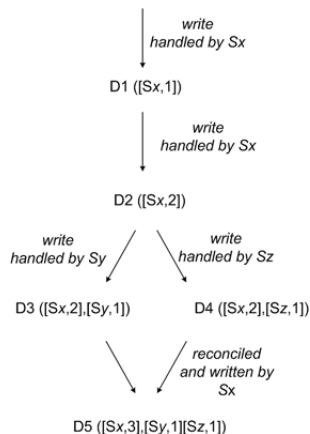 write
handled by Sx
D1 ([Sx,1])
write
handled by Sx
D2 ([Sx,2])
write
handled by Sy
write
handled by Sz
D3 ([Sx,2],[Sy,1])
D4 ([Sx,2],[Sz,1])
reconciled
and written by
Sx
D5 ([Sx,3],[Sy,1][Sz,1])